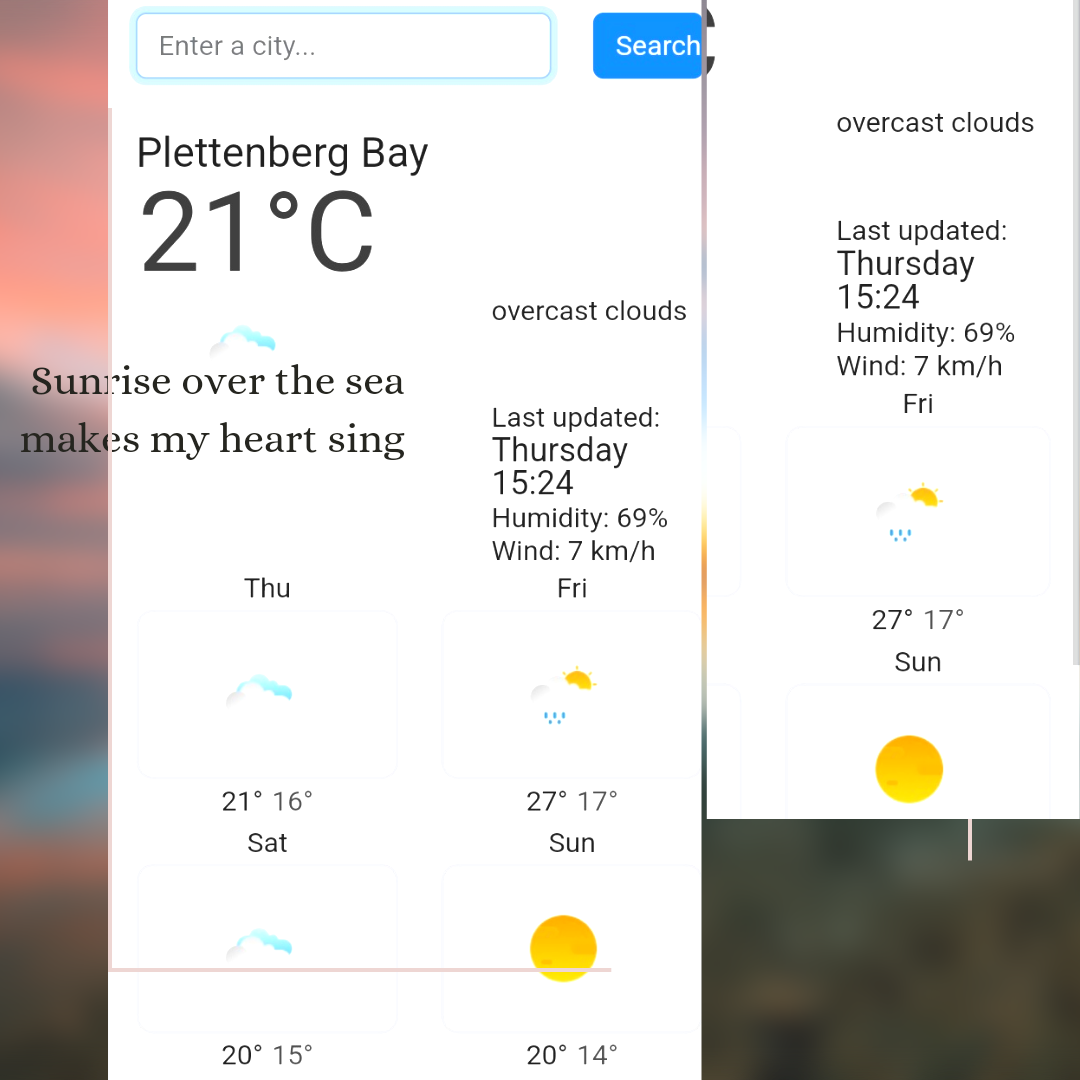 Enter a city...
Search
Plettenberg Bay
21°C
overcast clouds
Sunrise over the sea
makes my heart sing
Last updated:
Thursday
15:24
Humidity: 69%
Wind: 7 km/h
Thu
Fri
21° 16°
27° 17°
Sat
Sun
20° 15°
20° 14°
overcast clouds
Last updated:
Thursday
15:24
Humidity: 69%
Wind: 7 km/h
Fri
27° 17°
Sun